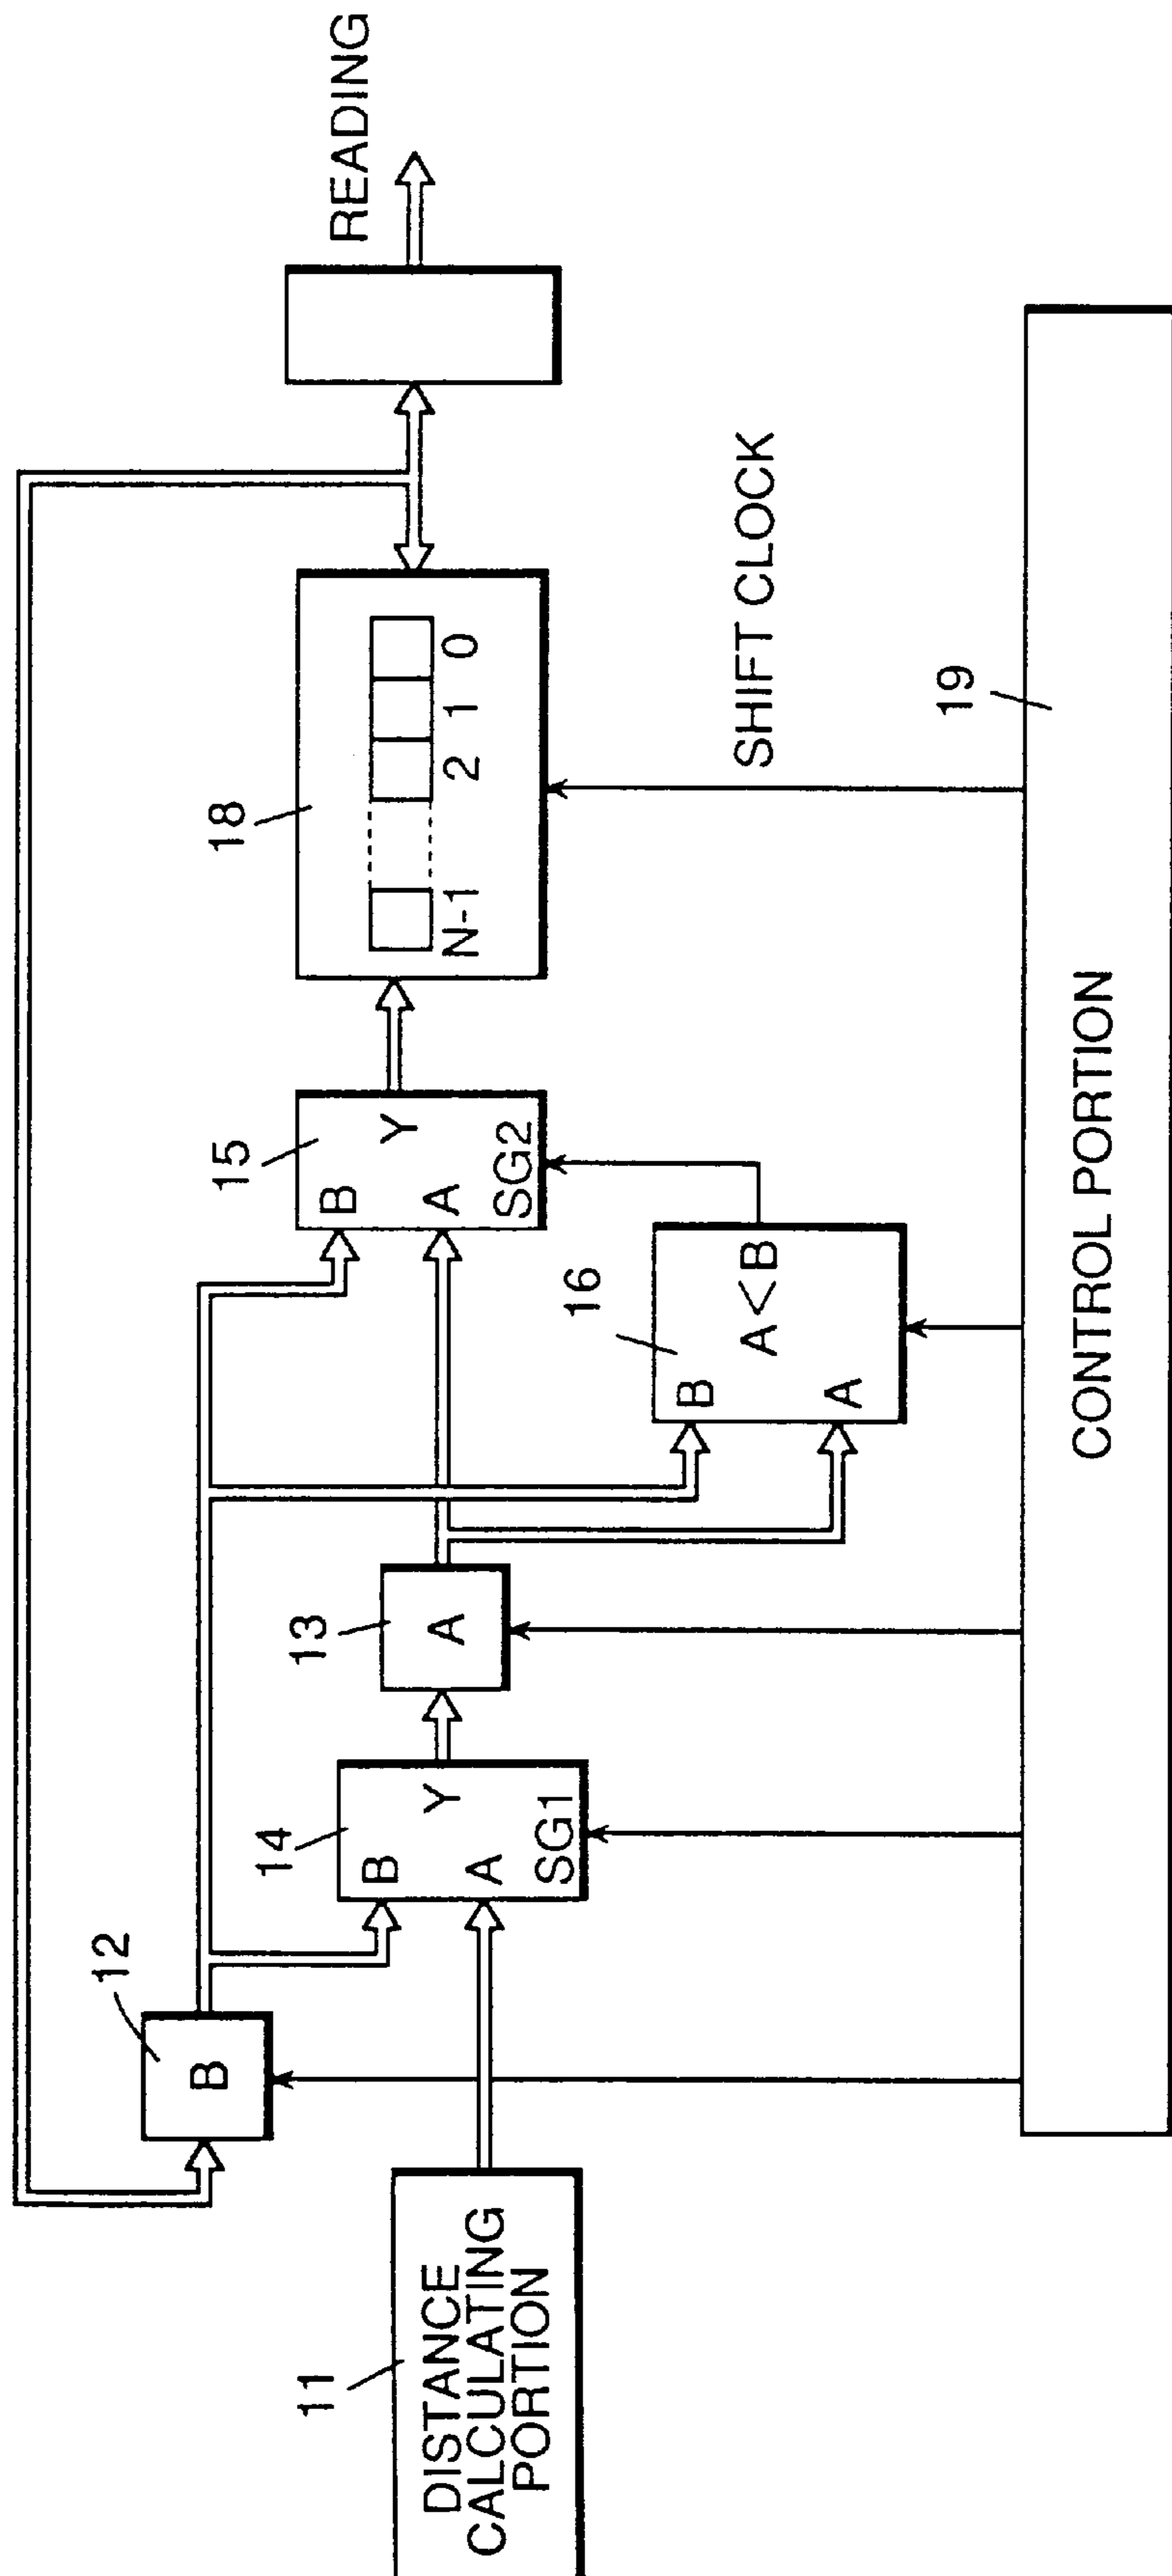 READING
18
N-1 2 1 0
SHIFT CLOCK
15
B
Y
A
SG2
16
B
A<B
A
13
A
14
B
Y
A
SG1
12
B
11
DISTANCE
CALCULATING
PORTION
19
CONTROL PORTION